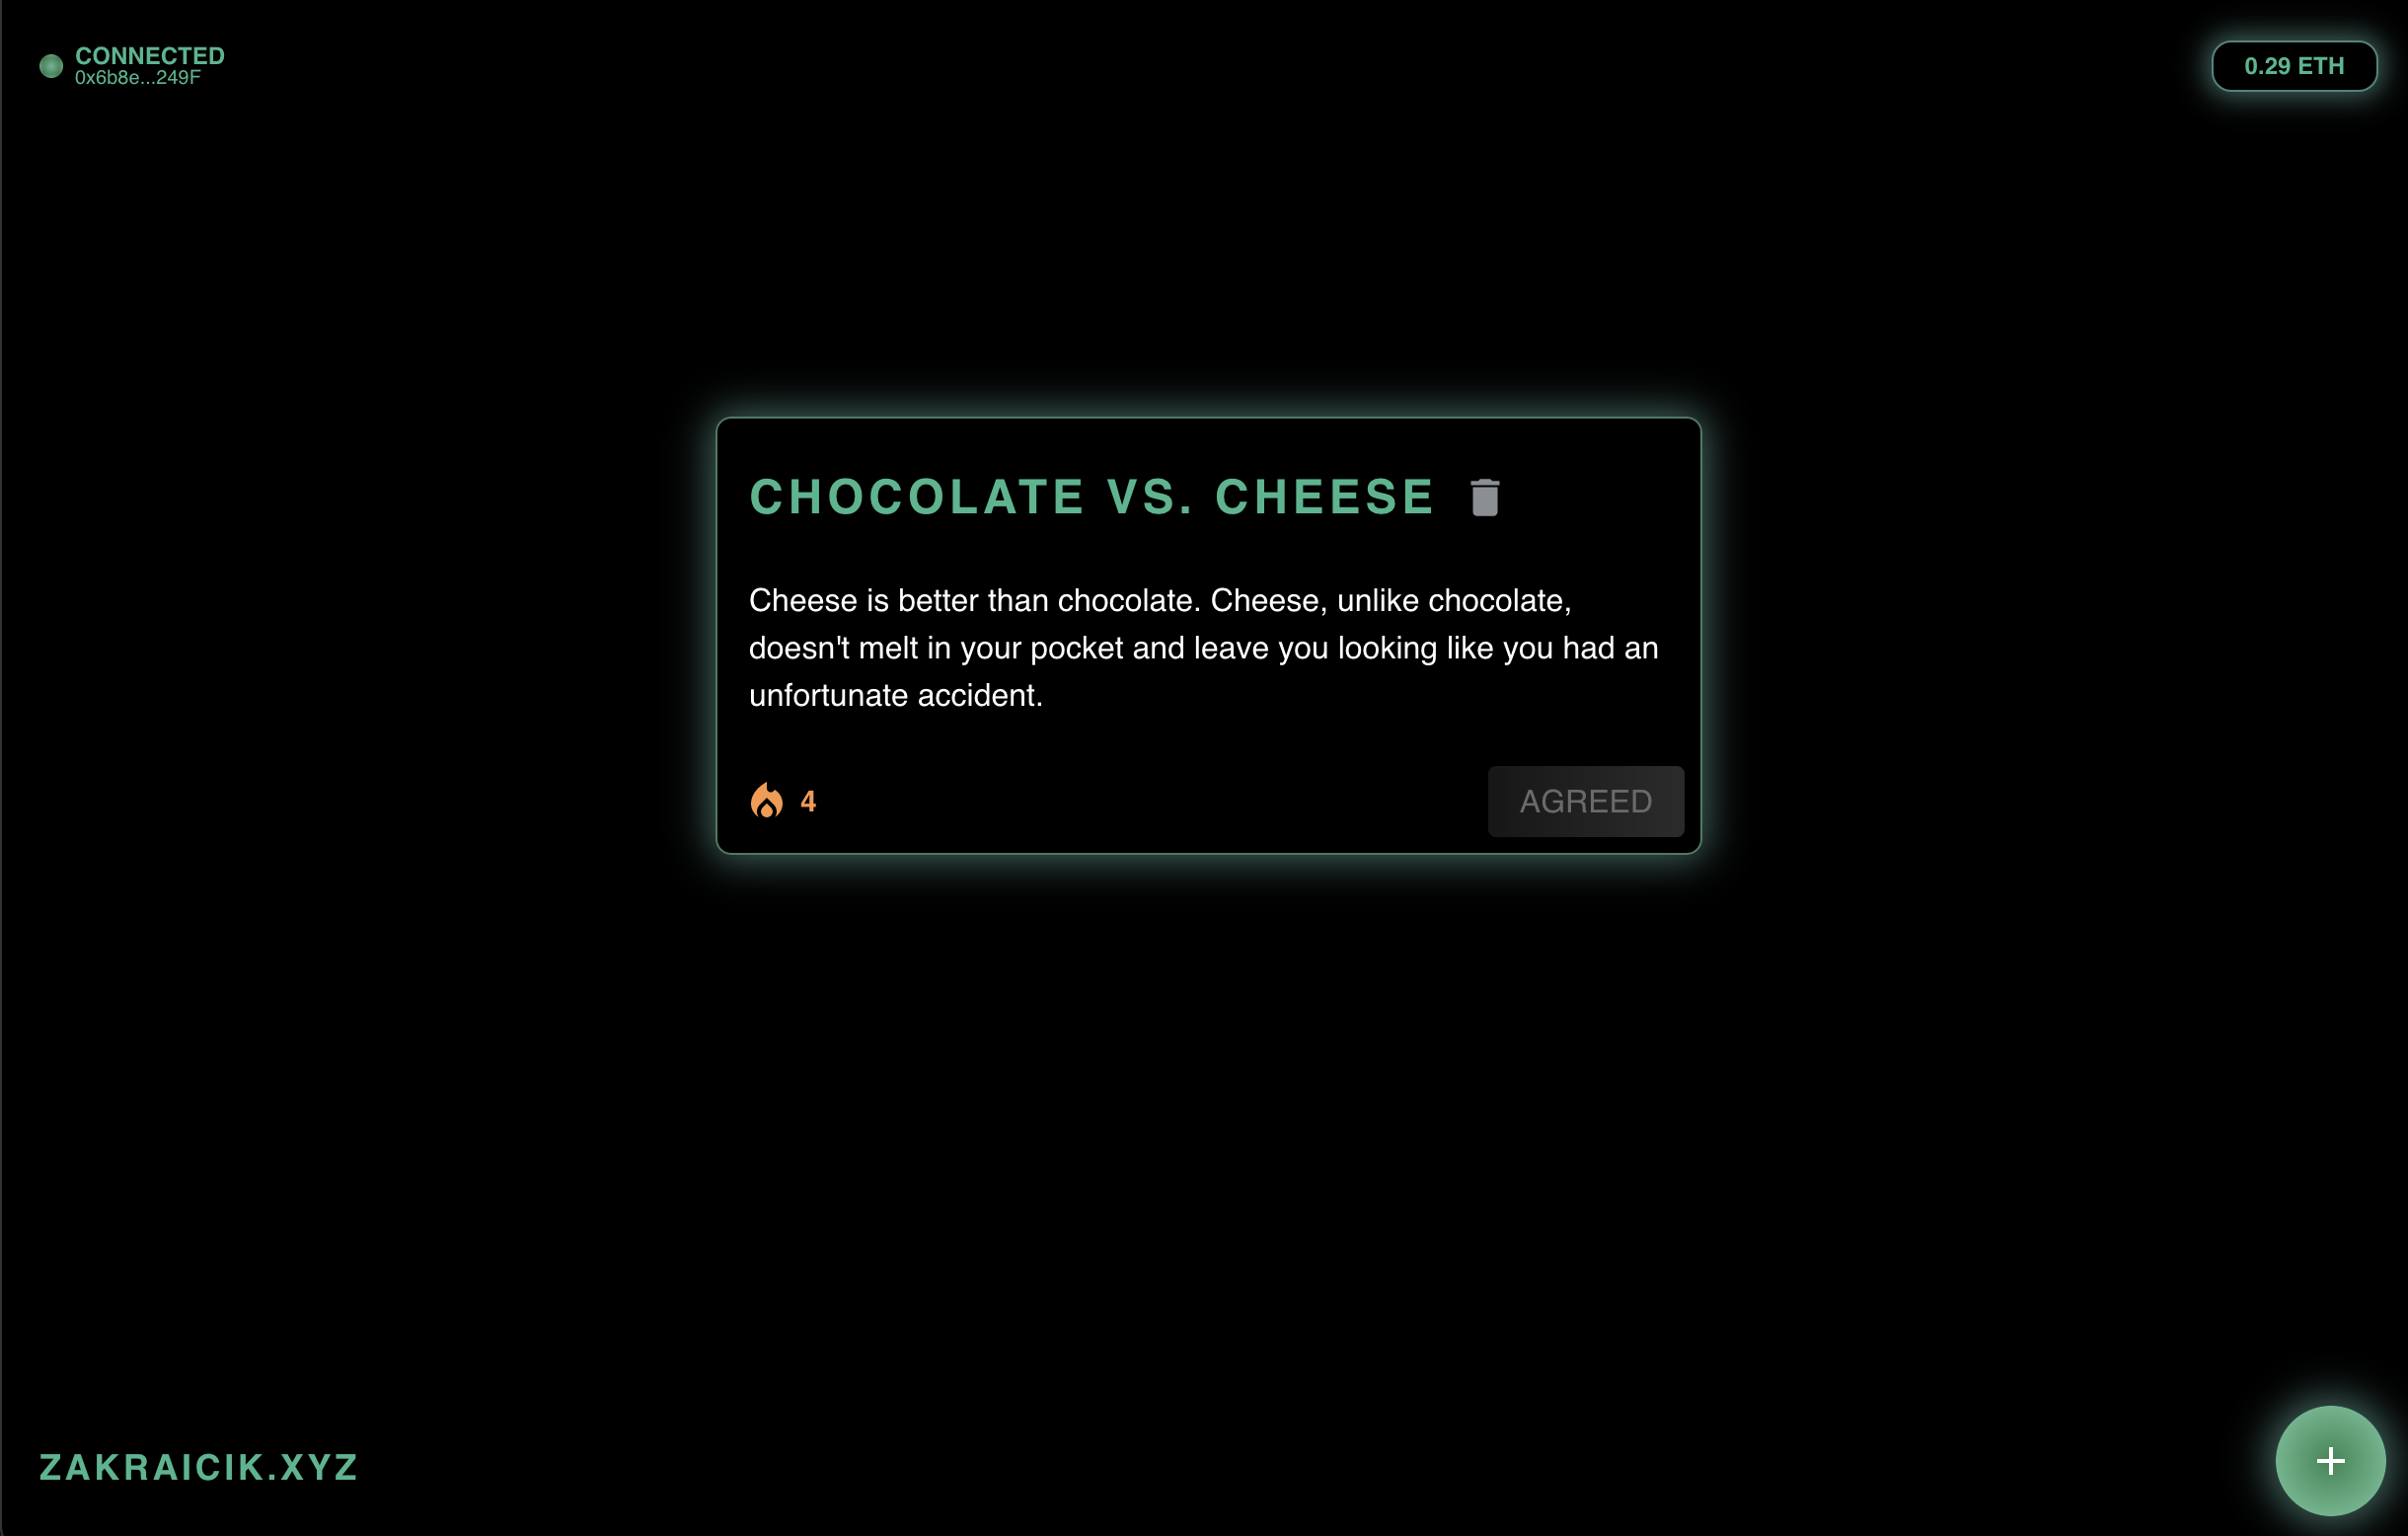 CONNECTED
0x6b8e...249F
0.29 ETH
CHOCOLATE VS. CHEESE
Cheese is better than chocolate. Cheese, unlike chocolate,
doesn't melt in your pocket and leave you looking like you had an
unfortunate accident.
4
AGREED
ZAKRAICIK.XYZ
+